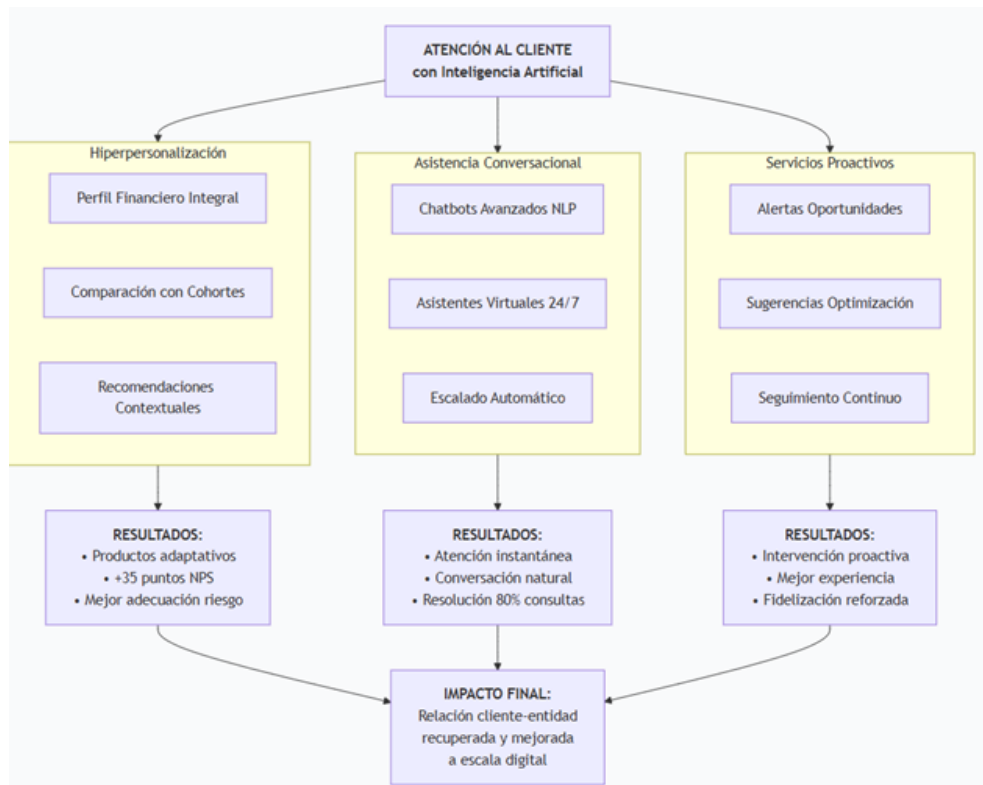 ATENCIÓN AL CLIENTE
con Inteligencia Artificial
Hiperpersonalización
Perfil Financiero Integral
Comparación con Cohortes
Recomendaciones
Contextuales
Asistencia Conversacional
Chatbots Avanzados NLP
Asistentes Virtuales 24/7
Escalado Automático
Servicios Proactivos
Alertas Oportunidades
Sugerencias Optimización
Seguimiento Continuo
RESULTADOS:
• Productos adaptativos
• +35 puntos NPS
• Mejor adecuación riesgo
RESULTADOS:
• Atención instantánea
• Conversación natural
• Resolución 80% consultas
RESULTADOS:
• Intervención proactiva
• Mejor experiencia
• Fidelización reforzada
IMPACTO FINAL:
Relación cliente-entidad
recuperada y mejorada
a escala digital